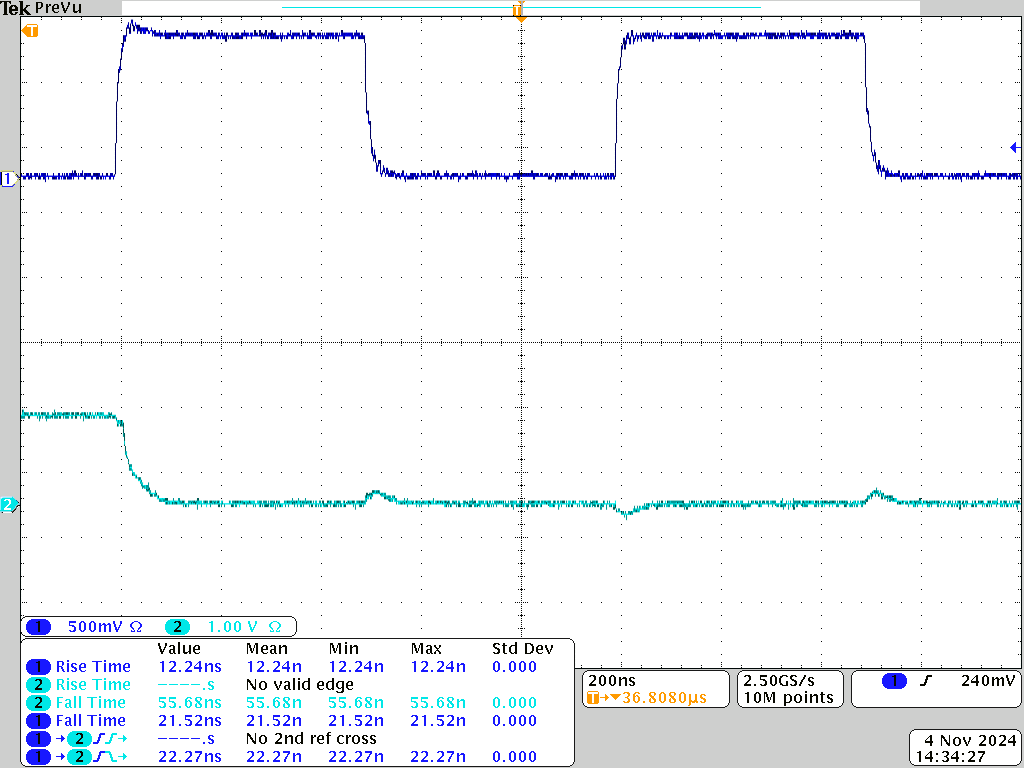 Tek PreVu
T
T
1
2
1 500mV Ω 2 1.00 V Ω
Value Mean Min Max Std Dev
1 Rise Time 12.24ns 12.24n 12.24n 12.24n 0.000
2 Rise Time ----.s No valid edge
2 Fall Time 55.68ns 55.68n 55.68n 55.68n 0.000
1 Fall Time 21.52ns 21.52n 21.52n 21.52n 0.000
1 → 2 ----.s No 2nd ref cross
1 → 2 22.27ns 22.27n 22.27n 22.27n 0.000
200ns
T→▼36.8080µs
2.50GS/s
10M points
1 240mV
4 Nov 2024
14:34:27